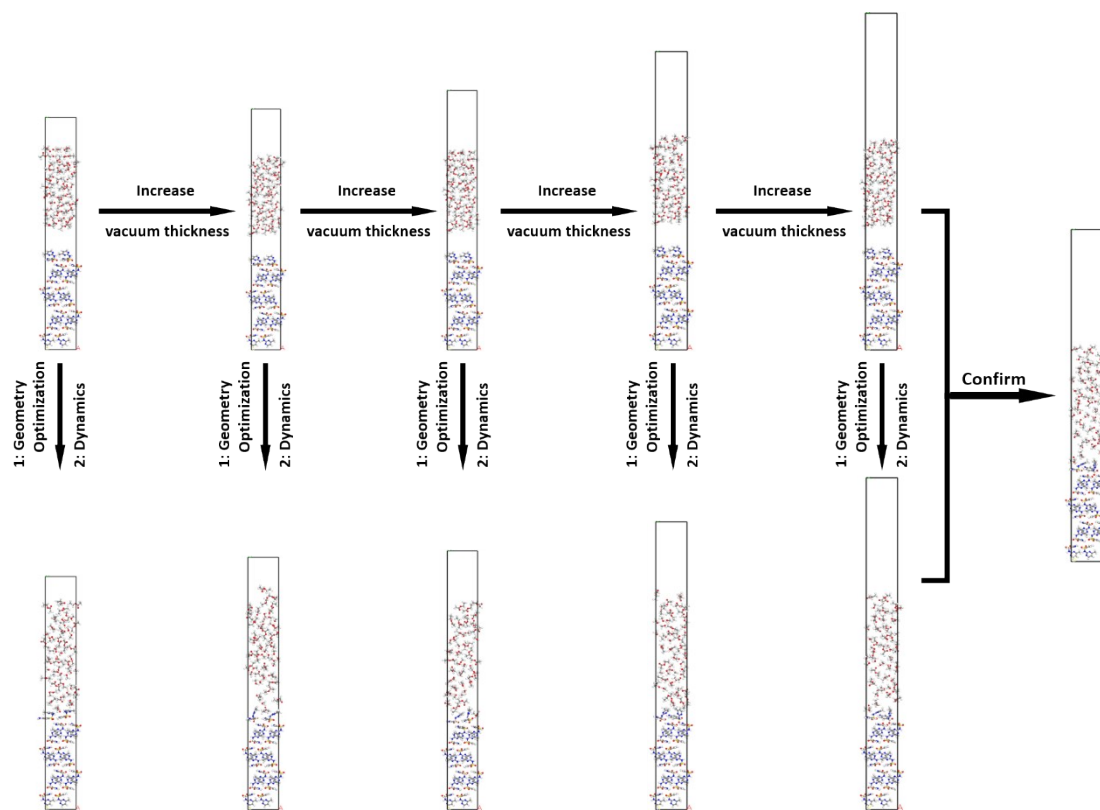 Increase
vacuum thickness
Increase
vacuum thickness
Increase
vacuum thickness
Increase
vacuum thickness
1: Geometry
Optimization
2: Dynamics
1: Geometry
Optimization
2: Dynamics
1: Geometry
Optimization
2: Dynamics
1: Geometry
Optimization
2: Dynamics
1: Geometry
Optimization
2: Dynamics
Confirm